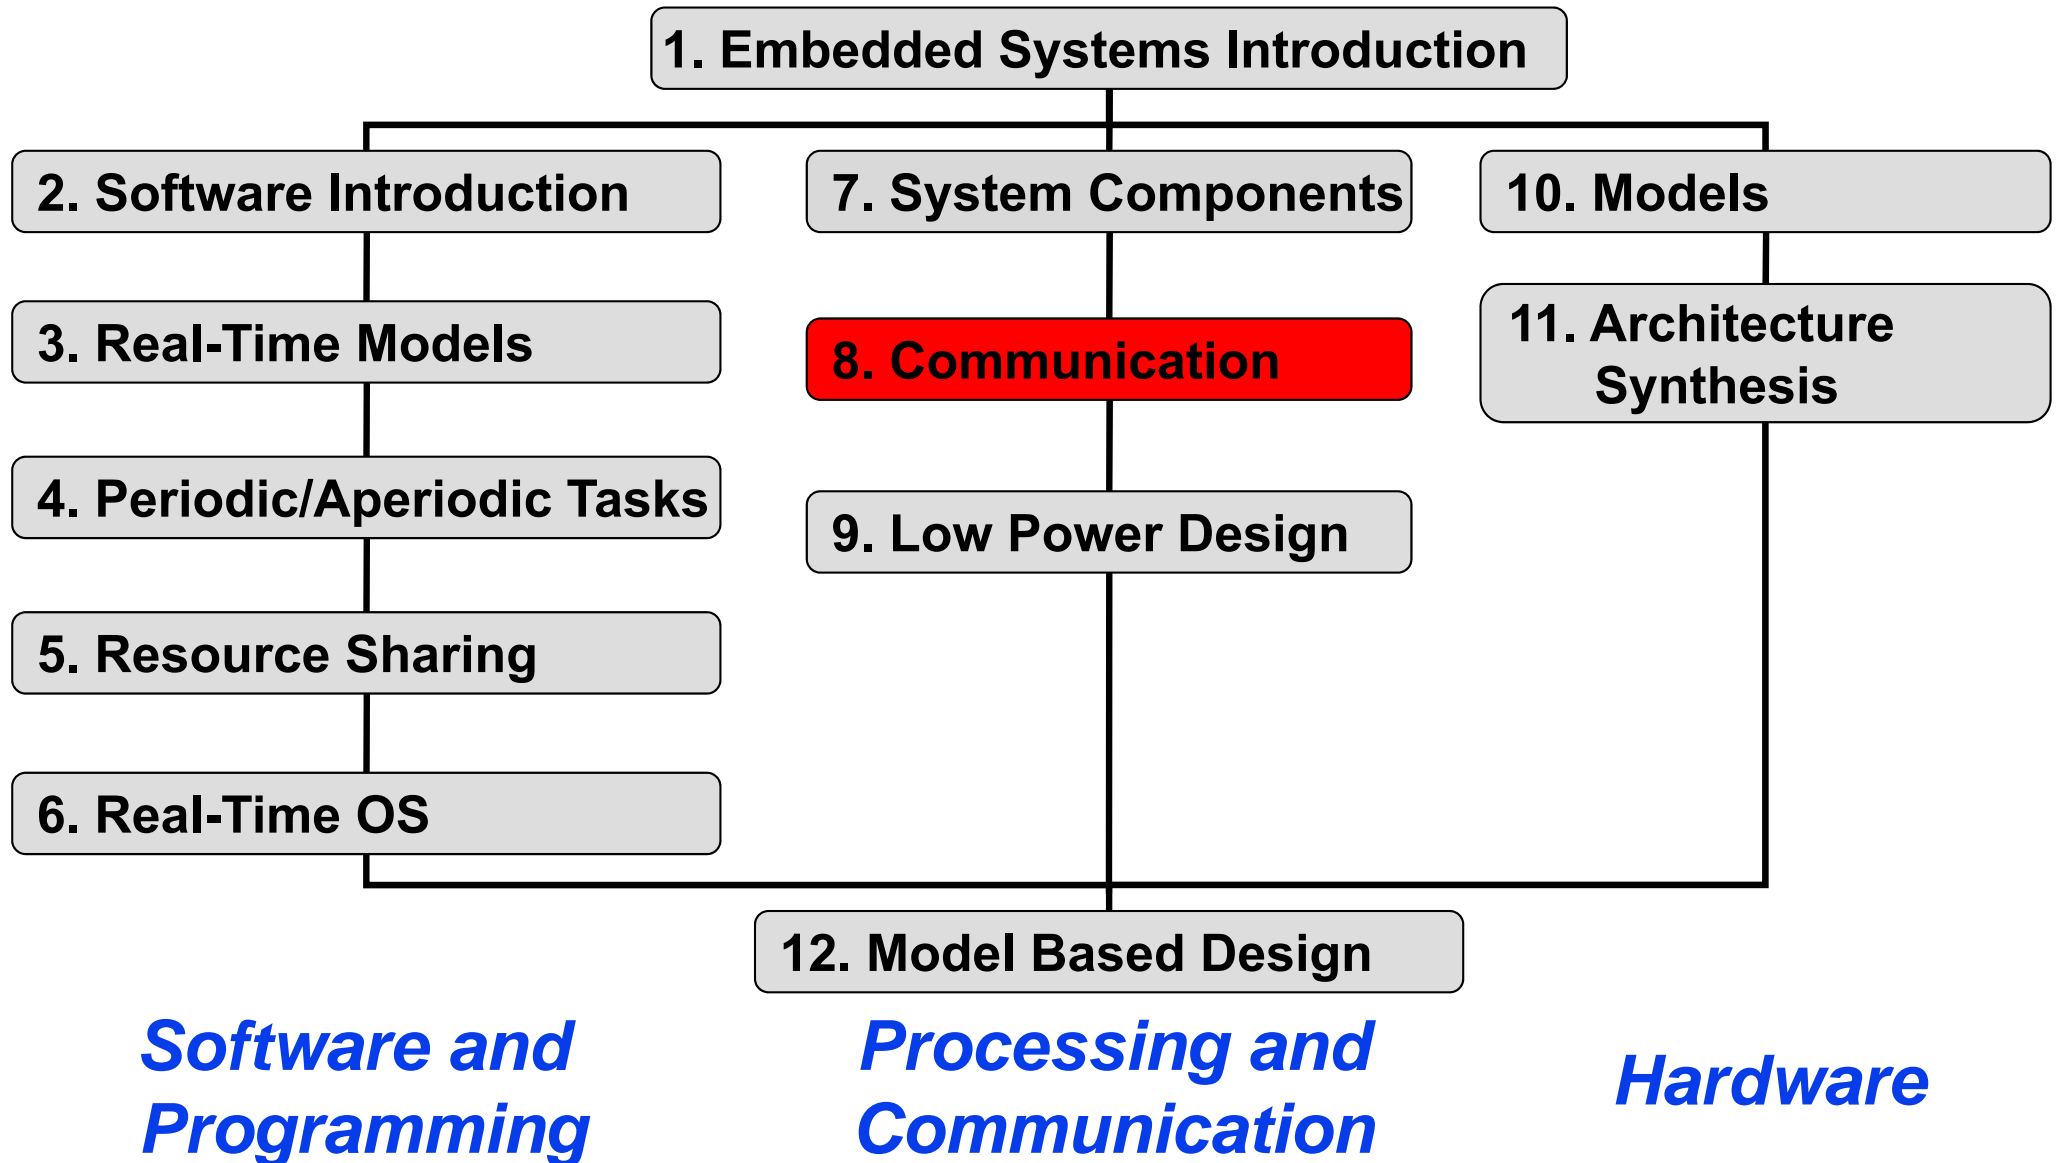 1. Embedded Systems Introduction
2. Software Introduction
3. Real-Time Models
4. Periodic/Aperiodic Tasks
5. Resource Sharing
6. Real-Time OS
7. System Components
8. Communication
9. Low Power Design
10. Models
11. Architecture
Synthesis
12. Model Based Design
Software and
Programming
Processing and
Communication
Hardware